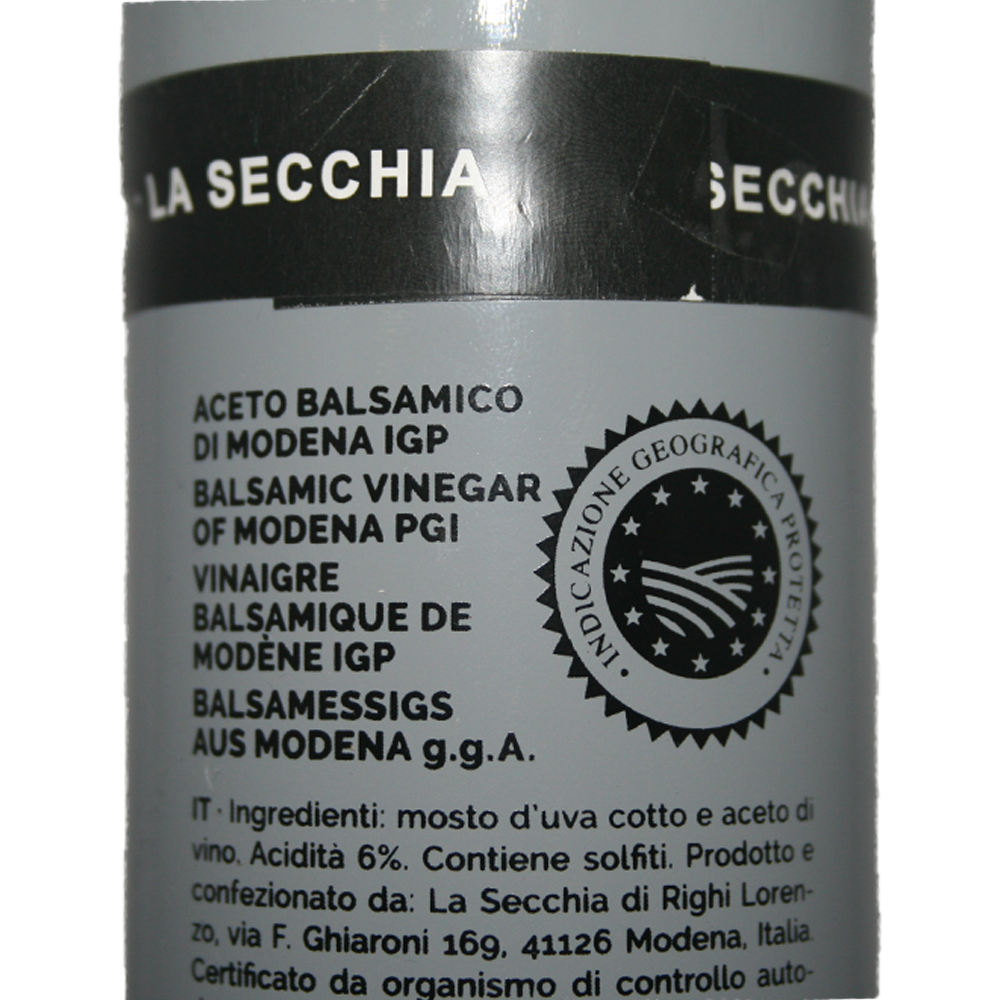 · LA SECCHIA
SECCHIA
ACETO BALSAMICO
DI MODENA IGP
BALSAMIC VINEGAR
OF MODENA PGI
VINAIGRE
BALSAMIQUE DE
MODÈNE IGP
BALSAMESSIGS
AUS MODENA g.g.A.
· INDICAZIONE GEOGRAFICA PROTETTA ·
IT · Ingredienti: mosto d'uva cotto e aceto di
vino. Acidità 6%. Contiene solfiti. Prodotto e
confezionato da: La Secchia di Righi Loren-
zo, via F. Ghiaroni 169, 41126 Modena, Italia.
Certificato da organismo di controllo auto-